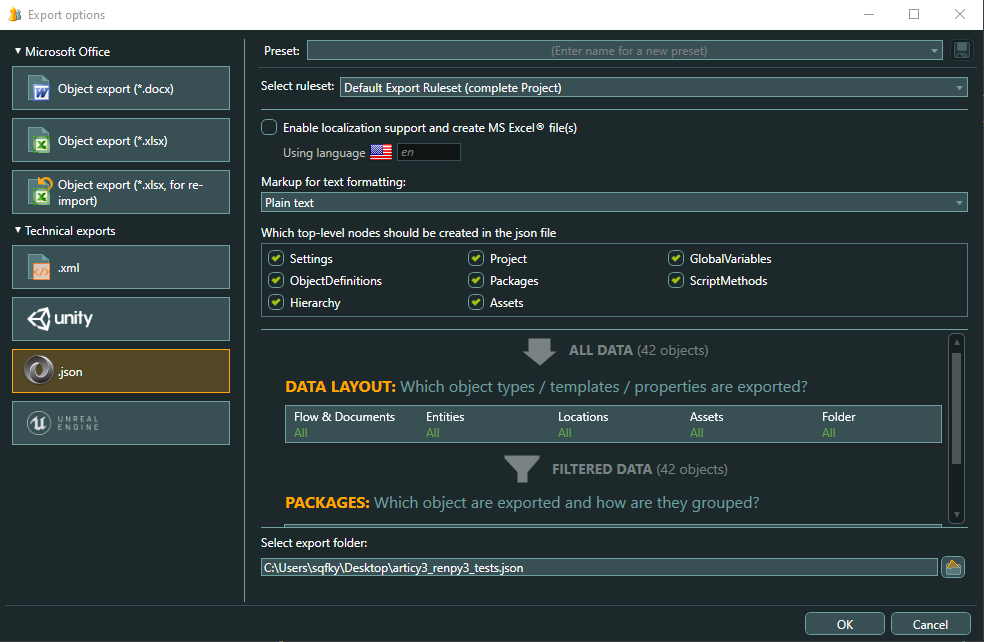 Export options
Microsoft Office
Object export (*.docx)
Object export (*.xlsx)
Object export (*.xlsx, for re-
import)
Technical exports
.xml
unity
.json
UNREAL
ENGINE
Preset:
(Enter name for a new preset)
Select ruleset:
Default Export Ruleset (complete Project)
Enable localization support and create MS Excel® file(s)
Using language
en
Markup for text formatting:
Plain text
Which top-level nodes should be created in the json file
Settings
Project
GlobalVariables
ObjectDefinitions
Packages
ScriptMethods
Hierarchy
Assets
ALL DATA (42 objects)
DATA LAYOUT: Which object types / templates / properties are exported?
Flow & Documents
Entities
Locations
Assets
Folder
All
All
All
All
All
FILTERED DATA (42 objects)
PACKAGES: Which object are exported and how are they grouped?
Select export folder:
C:\Users\sqfky\Desktop\articy3_renpy3_tests.json
OK
Cancel